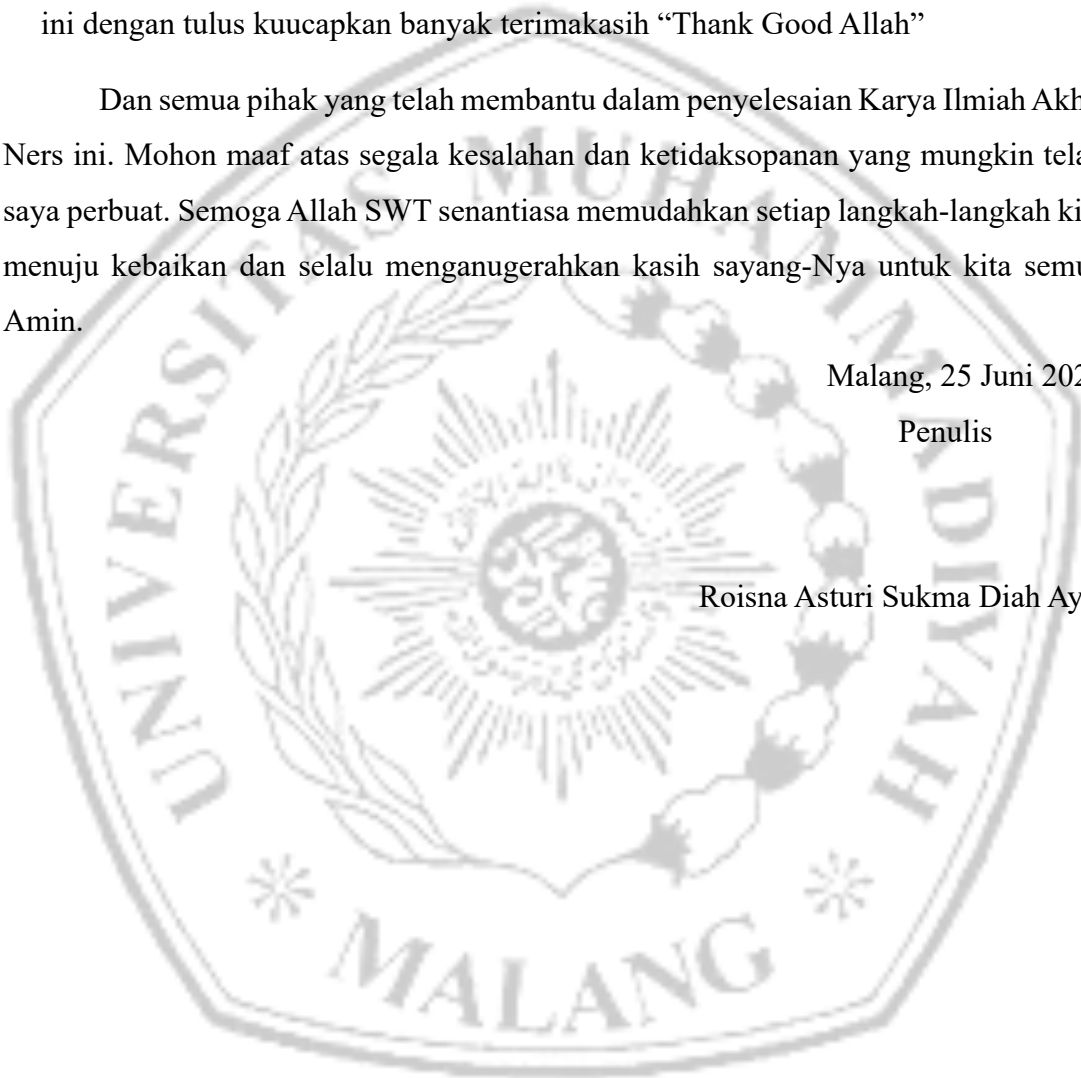 ini dengan tulus kuucapkan banyak terimakasih “Thank Good Allah”
Dan semua pihak yang telah membantu dalam penyelesaian Karya Ilmiah Akh
Ners ini. Mohon maaf atas segala kesalahan dan ketidaksopanan yang mungkin tela
saya perbuat. Semoga Allah SWT senantiasa memudahkan setiap langkah-langkah ki
menuju kebaikan dan selalu menganugerahkan kasih sayang-Nya untuk kita semu
Amin.
Malang, 25 Juni 202
Penulis
Roisna Asturi Sukma Diah Ay
UNIVERSITAS MUHAMMADIYAH
MALANG